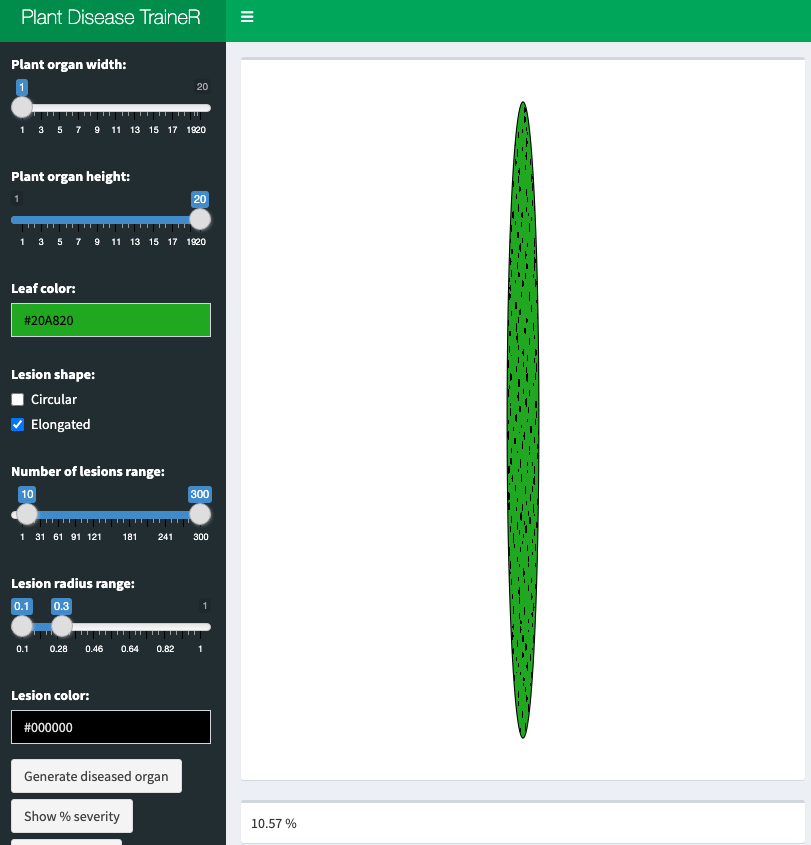 Plant Disease TraineR
Plant organ width:
1 20
1 3 5 7 9 11 13 15 17 19 20
Plant organ height:
1 20
1 3 5 7 9 11 13 15 17 19 20
Leaf color:
#20A820
Lesion shape:
Circular
Elongated
Number of lesions range:
10 300
1 31 61 91 121 181 241 300
Lesion radius range:
0.1 0.3 1
0.1 0.28 0.46 0.64 0.82 1
Lesion color:
#000000
Generate diseased organ
Show % severity
10.57 %